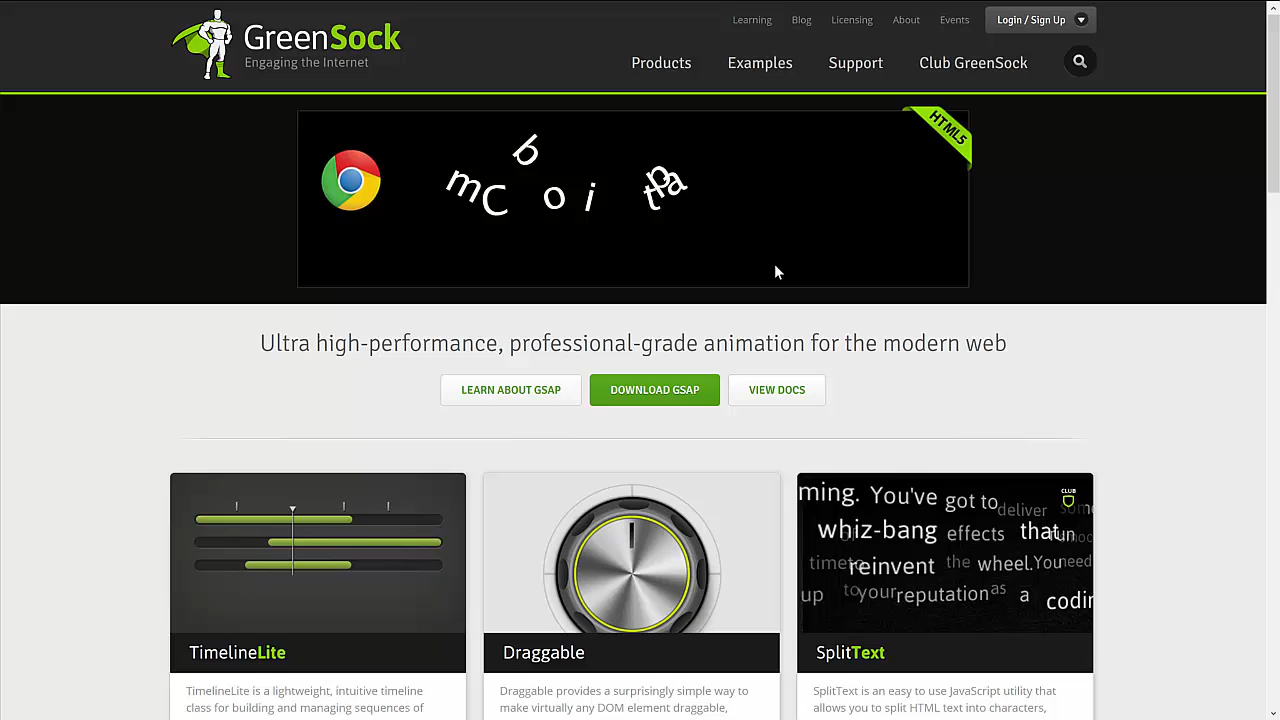 Learning Blog Licensing About Events Login / Sign Up
GreenSock
Engaging the Internet
Products Examples Support Club GreenSock
HTML5
b
m C o i t p a
Ultra high-performance, professional-grade animation for the modern web
LEARN ABOUT GSAP DOWNLOAD GSAP VIEW DOCS
ming. You've got to deliver
CLUB
whiz-bang effects that
timeto reinvent the wheel. You need
up to your reputation as a codin
TimelineLite
Draggable
SplitText
TimelineLite is a lightweight, intuitive timeline
class for building and managing sequences of
Draggable provides a surprisingly simple way to
make virtually any DOM element draggable,
SplitText is an easy to use JavaScript utility that
allows you to split HTML text into characters,